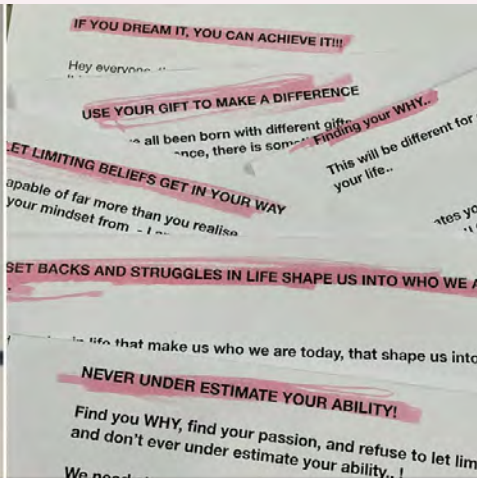 IF YOU DREAM IT, YOU CAN ACHIEVE IT!!!
Hey everyone
USE YOUR GIFT TO MAKE A DIFFERENCE
all been born with different gift
there is
Finding your WHY..
This will be different for
your life..
LET LIMITING BELIEFS GET IN YOUR WAY
apable of far more than you realise
your mindset from
SET BACKS AND STRUGGLES IN LIFE SHAPE US INTO WHO WE A
in life that make us who we are today, that shape us into
NEVER UNDER ESTIMATE YOUR ABILITY!
Find you WHY, find your passion, and refuse to let lim
and don't ever under estimate your ability.. !
We need